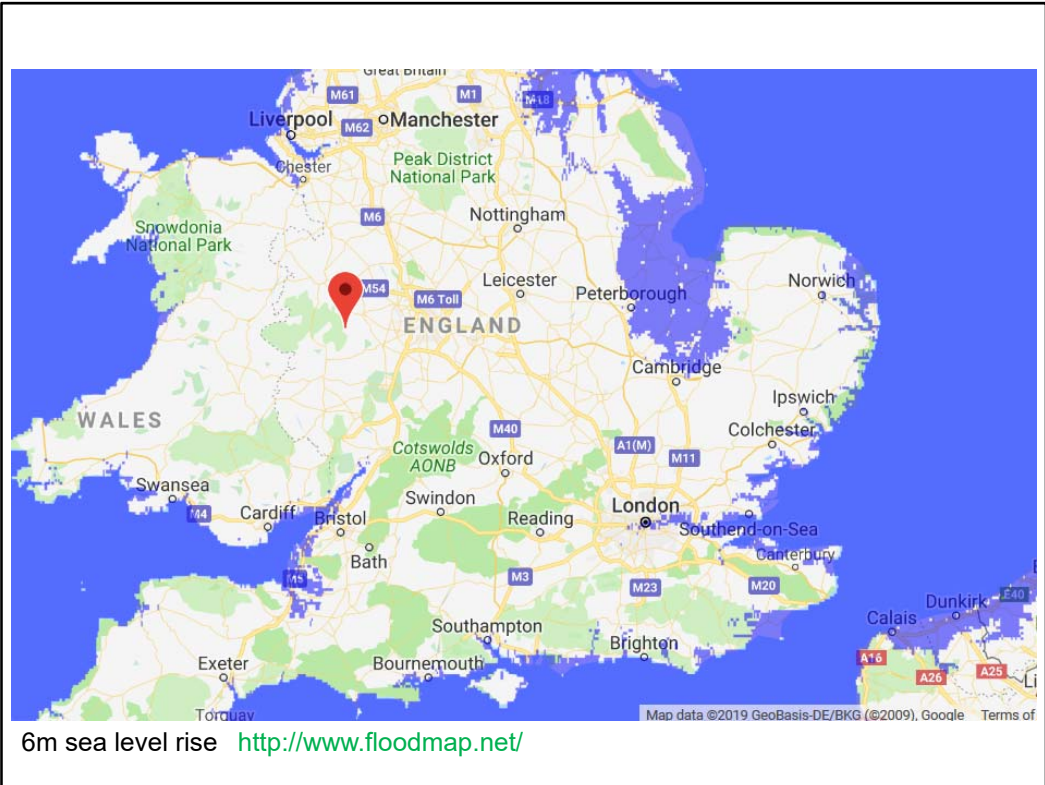 Great Britain
M61
M1
M18
Liverpool
Manchester
M62
Chester
Peak District
National Park
M6
Nottingham
Snowdonia
National Park
M54
Leicester
Norwich
M6 Toll
Peterborough
ENGLAND
Cambridge
Ipswich
WALES
M40
Colchester
A1(M)
M11
Cotswolds
AONB
Oxford
Swansea
Swindon
London
M4
Cardiff
Bristol
Reading
Southend-on-Sea
Bath
Canterbury
M5
M3
M23
M20
Dunkirk
E40
Southampton
Calais
Brighton
Exeter
Bournemouth
A16
A26
A25
Li
Torquay
Map data ©2019 GeoBasis-DE/BKG (©2009), Google Terms of
6m sea level rise http://www.floodmap.net/